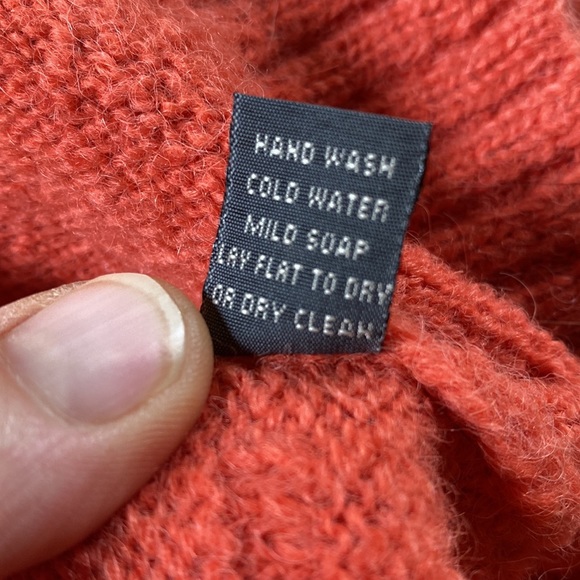 HAND WASH
COLD WATER
MILD SOAP
LAY FLAT TO DRY
OR DRY CLEAN